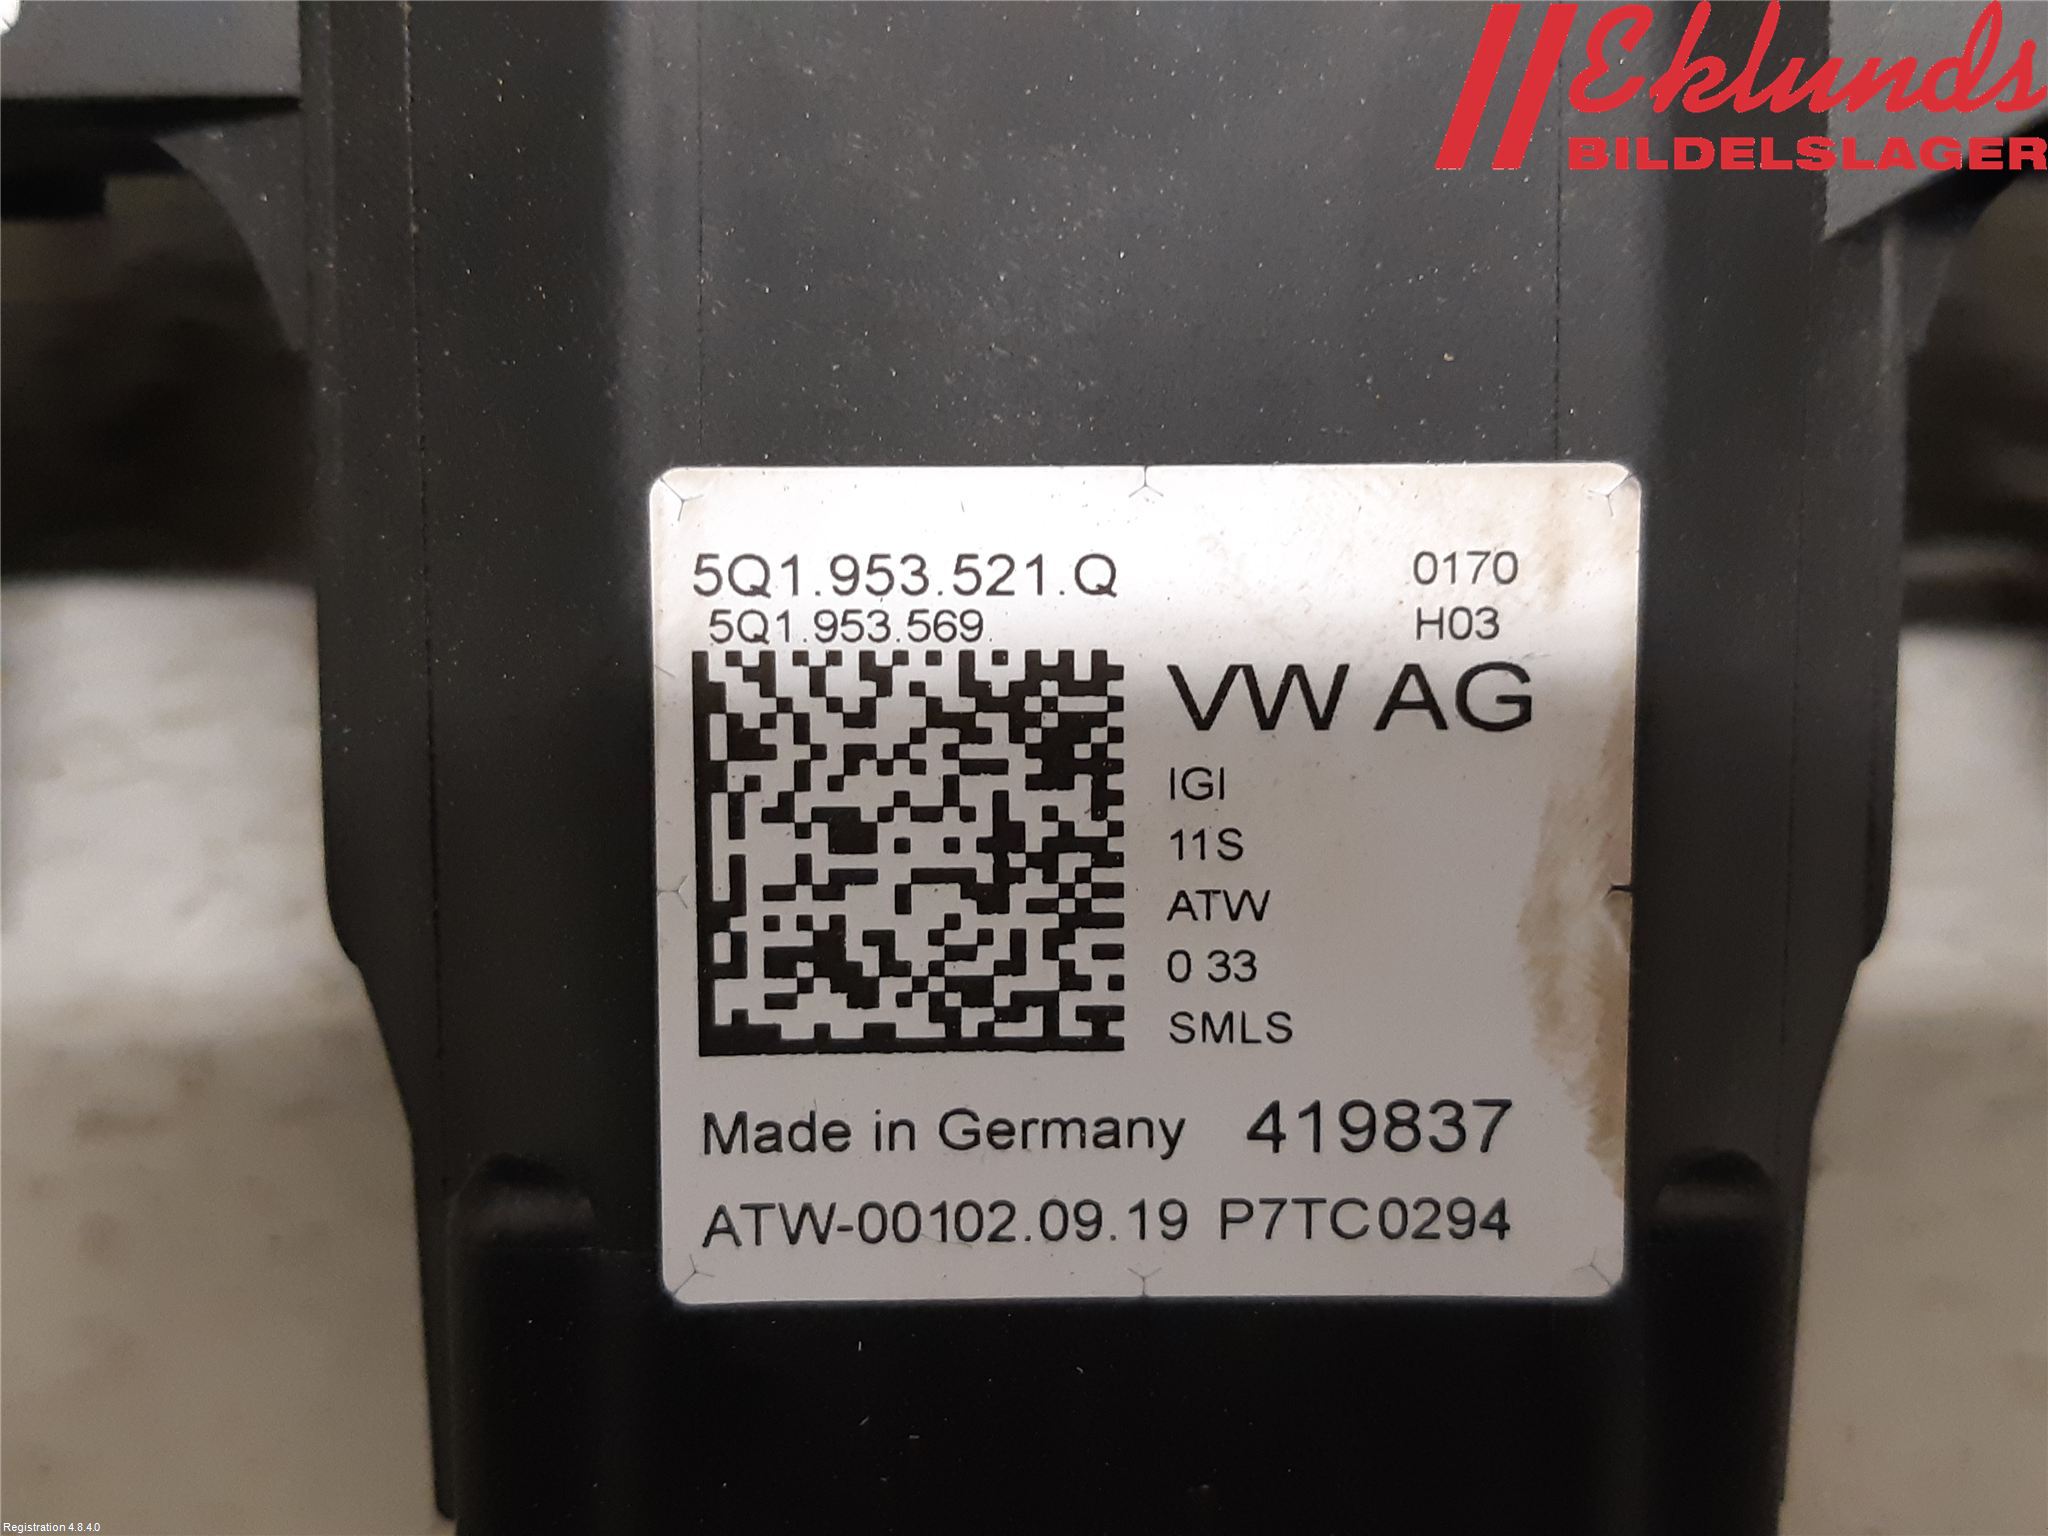 Eklunds
BILDELSLAGER
5Q1.953.521.Q
0170
5Q1.953.569.
H03
VW AG
IGI
11S
ATW
0 33
SMLS
Made in Germany 419837
ATW-00102.09.19 P7TC0294
Registration 4.8.4.0